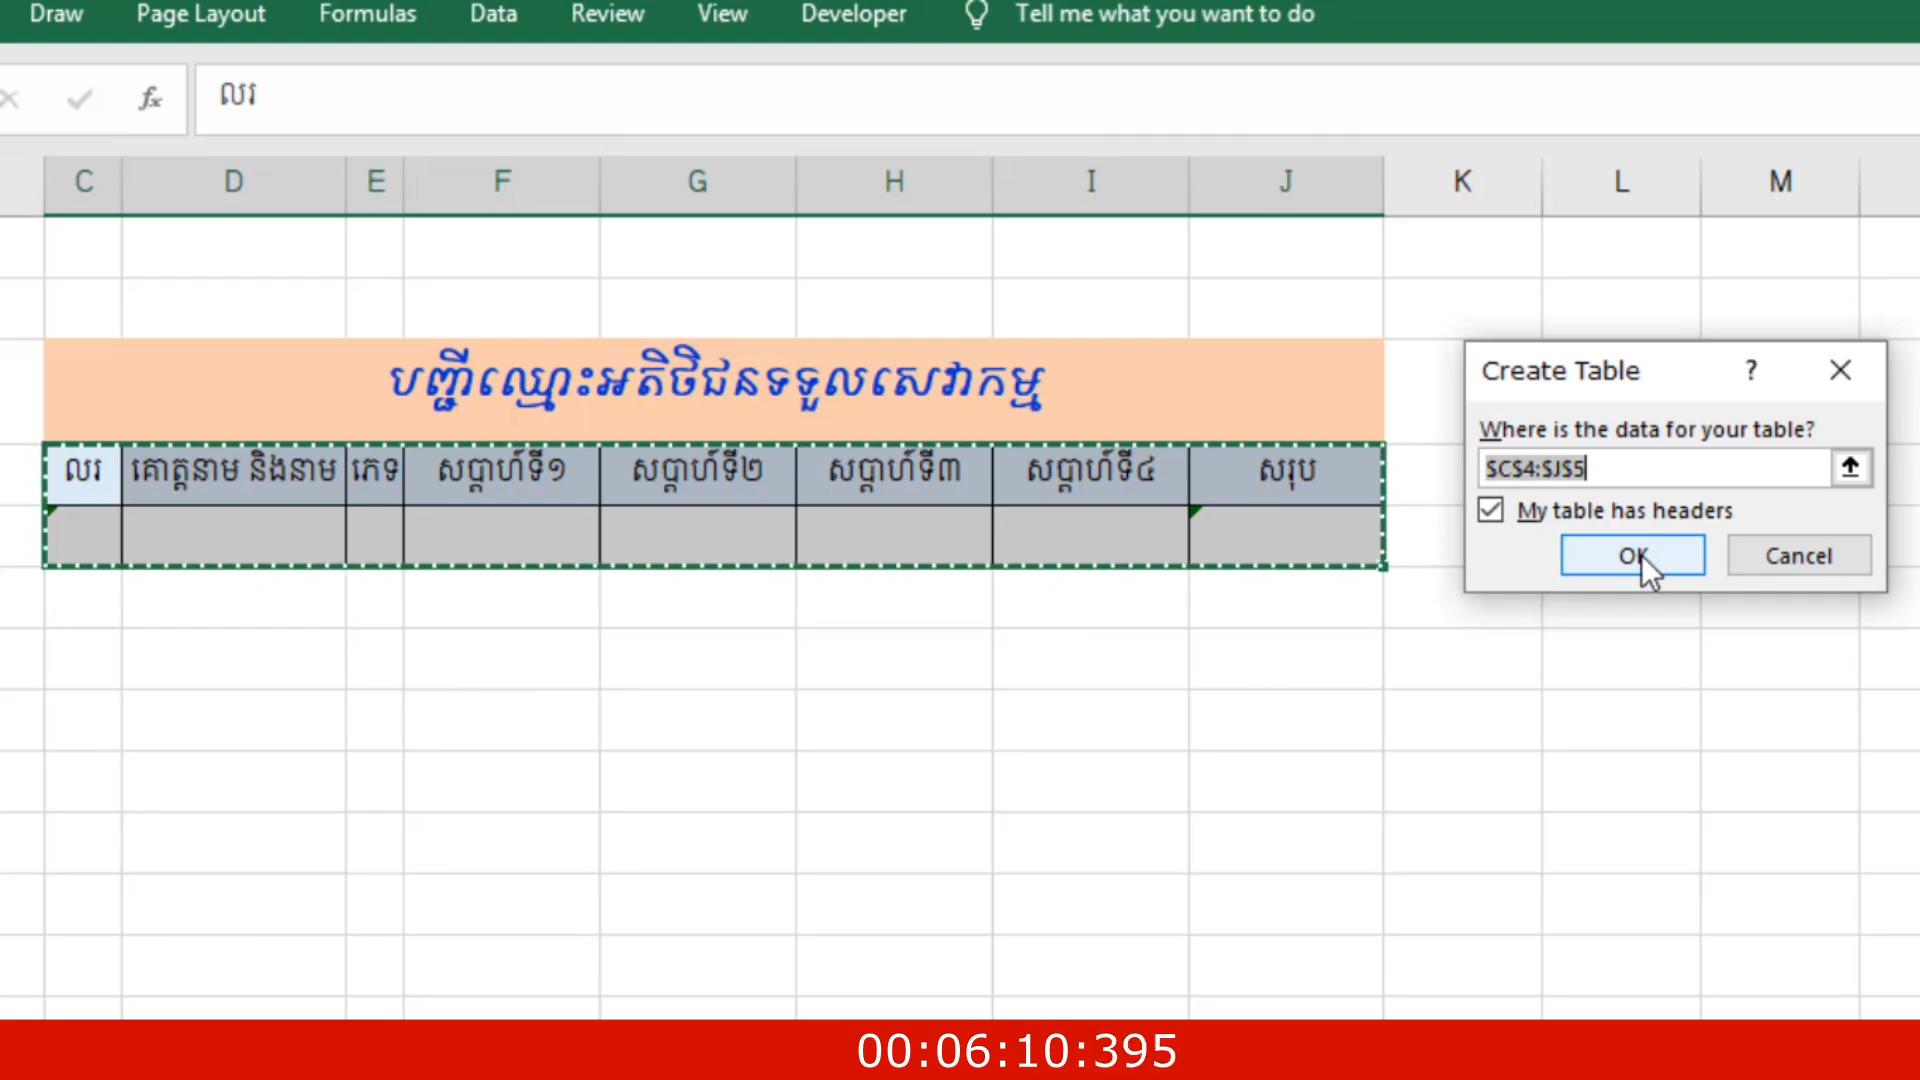 Draw Page Layout Formulas Data Review View Developer Tell me what you want to do
fx លរ
C D E F G H I J K L M
បញ្ជីឈ្មោះអតិថិជនទទួលសេវាកម្ម
Create Table ? ×
Where is the data for your table?
លរ គោត្តនាម និងនាម ភេទ សប្តាហ៍ទី១ សប្តាហ៍ទី២ សប្តាហ៍ទី៣ សប្តាហ៍ទី៤ សរុប
$C$4:$J$5
My table has headers
OK Cancel
00:06:10:395